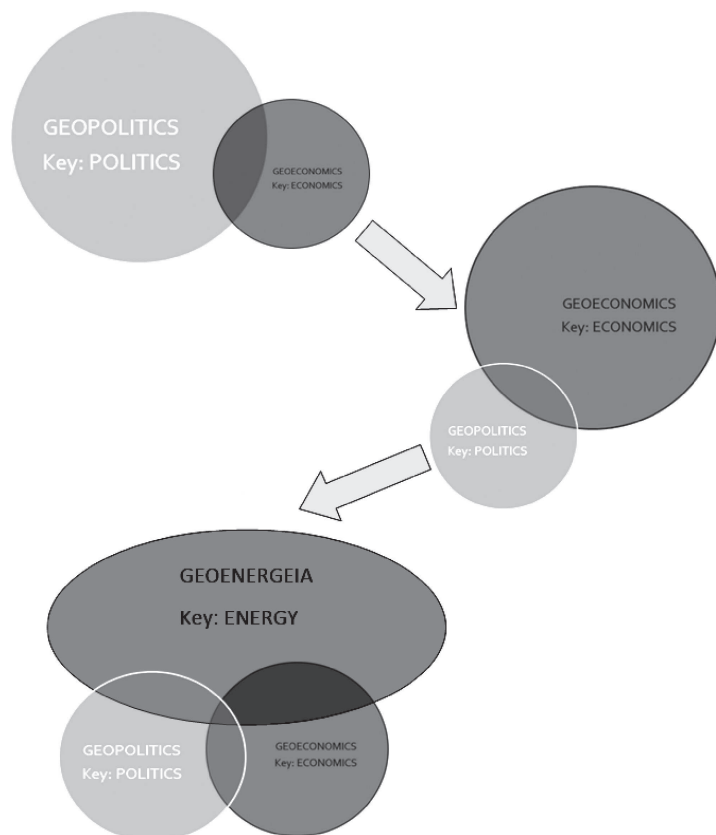 GEOPOLITICS
Key: POLITICS
GEOECONOMICS
Key: ECONOMICS
GEOECONOMICS
Key: ECONOMICS
GEOPOLITICS
Key: POLITICS
GEOENERGEIA
Key: ENERGY
GEOPOLITICS
Key: POLITICS
GEOECONOMICS
Key: ECONOMICS